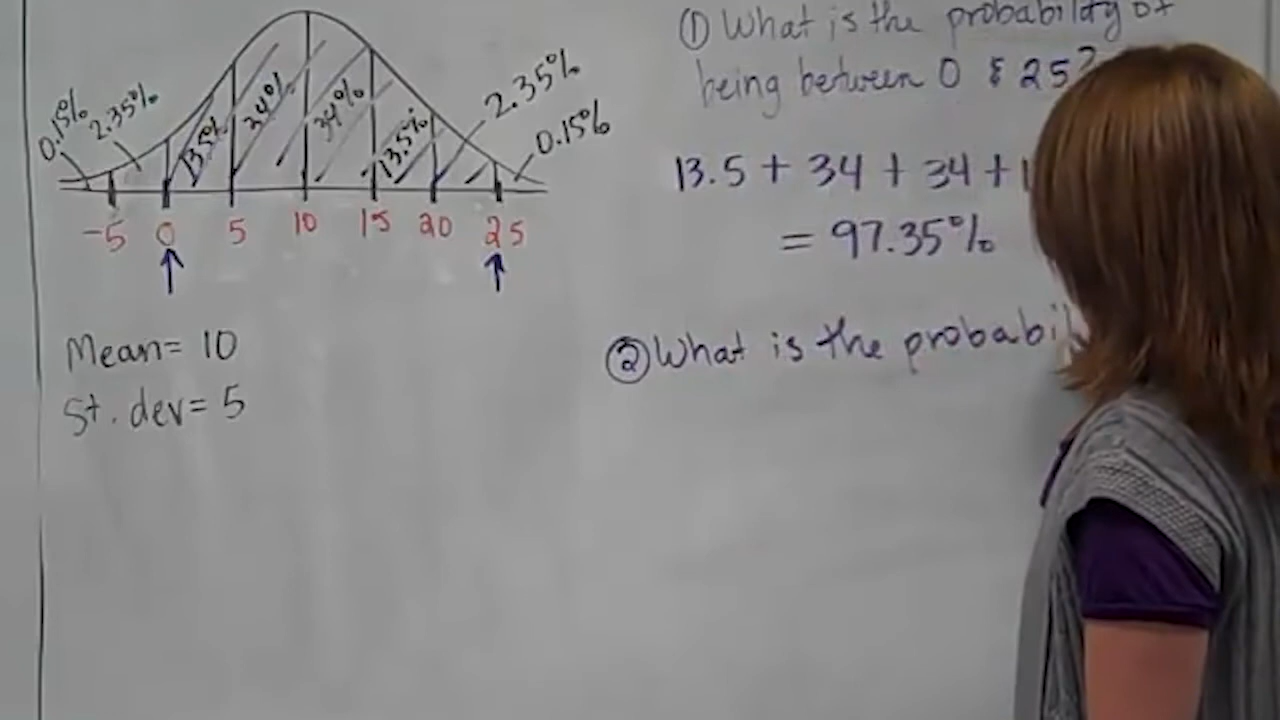 0.15% 2.35% 13.5% 34% 34% 13.5% 2.35% 0.15%
-5 0 5 10 15 20 25
Mean= 10
St. dev= 5
① What is the probability of
being between 0 & 25?
13.5 + 34 + 34 + 1
= 97.35%
② What is the probabil